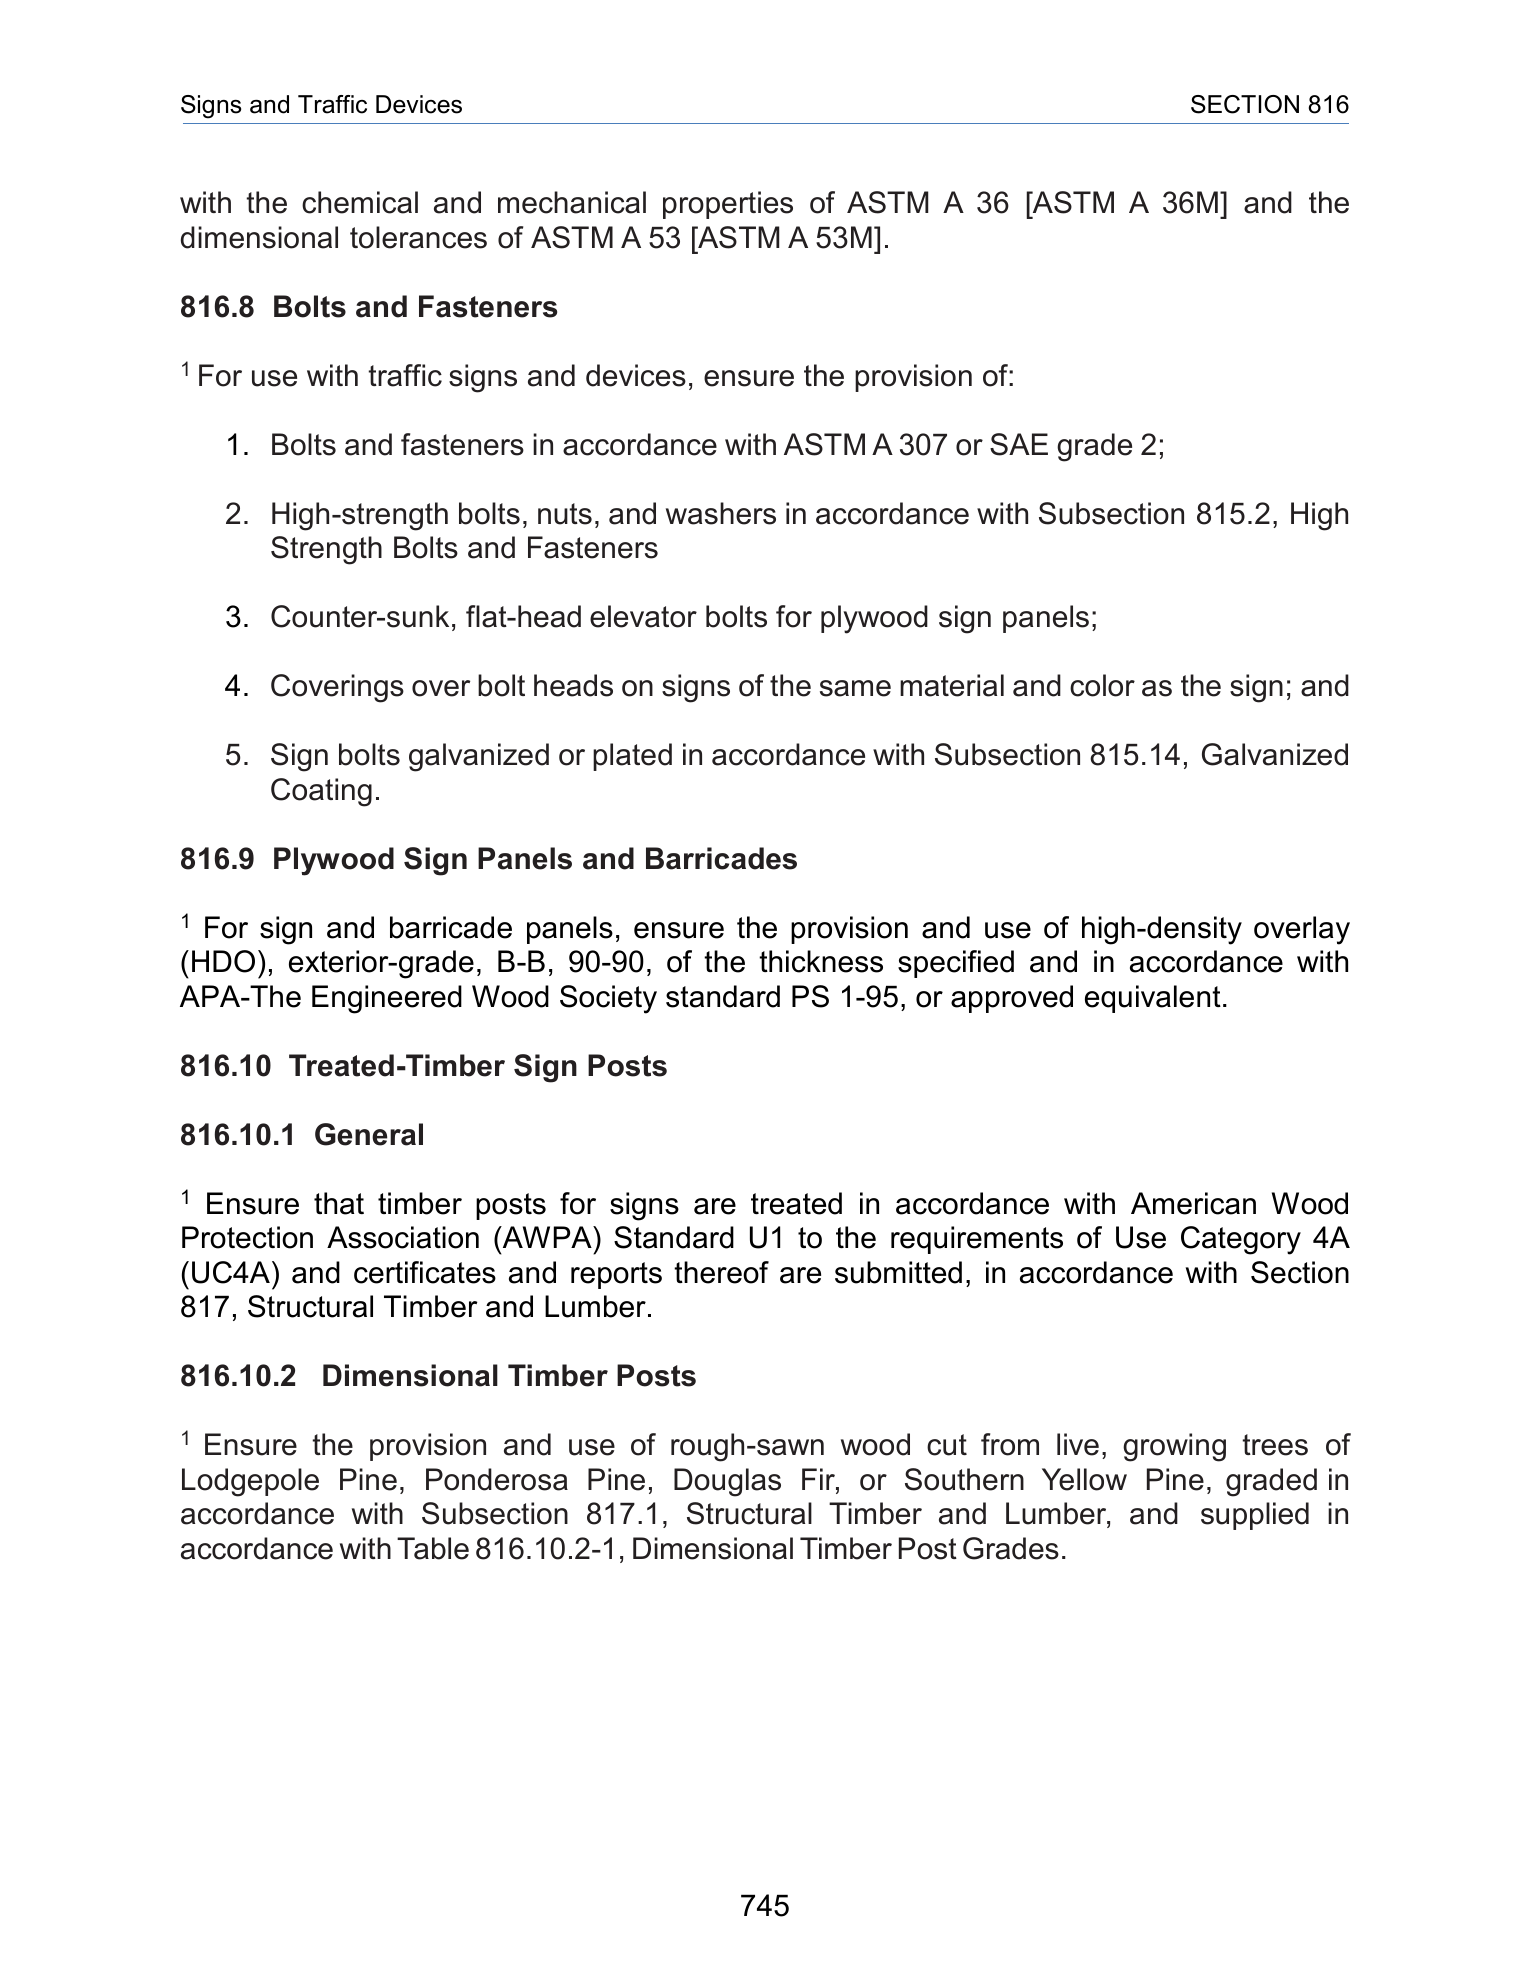 Signs and Traffic Devices SECTION 816
with the chemical and mechanical properties of ASTM A 36 [ASTM A 36M] and the
dimensional tolerances of ASTM A 53 [ASTM A 53M].
816.8 Bolts and Fasteners
1 For use with traffic signs and devices, ensure the provision of:
1. Bolts and fasteners in accordance with ASTM A 307 or SAE grade 2;
2. High-strength bolts, nuts, and washers in accordance with Subsection 815.2, High
Strength Bolts and Fasteners
3. Counter-sunk, flat-head elevator bolts for plywood sign panels;
4. Coverings over bolt heads on signs of the same material and color as the sign; and
5. Sign bolts galvanized or plated in accordance with Subsection 815.14, Galvanized
Coating.
816.9 Plywood Sign Panels and Barricades
1 For sign and barricade panels, ensure the provision and use of high-density overlay
(HDO), exterior-grade, B-B, 90-90, of the thickness specified and in accordance with
APA-The Engineered Wood Society standard PS 1-95, or approved equivalent.
816.10 Treated-Timber Sign Posts
816.10.1 General
1 Ensure that timber posts for signs are treated in accordance with American Wood
Protection Association (AWPA) Standard U1 to the requirements of Use Category 4A
(UC4A) and certificates and reports thereof are submitted, in accordance with Section
817, Structural Timber and Lumber.
816.10.2 Dimensional Timber Posts
1 Ensure the provision and use of rough-sawn wood cut from live, growing trees of
Lodgepole Pine, Ponderosa Pine, Douglas Fir, or Southern Yellow Pine, graded in
accordance with Subsection 817.1, Structural Timber and Lumber, and supplied in
accordance with Table 816.10.2-1, Dimensional Timber Post Grades.
745